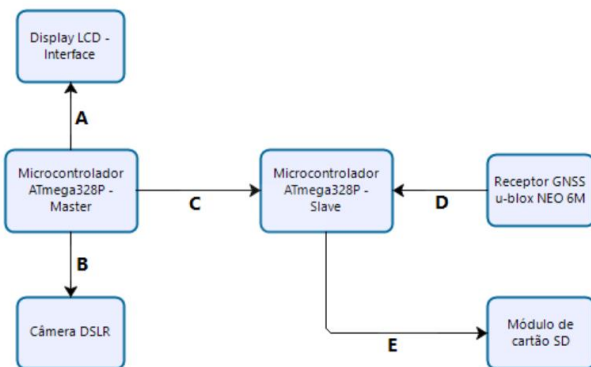 Display LCD -
Interface
A
Microcontrolador
ATmega328P -
Master
C
Microcontrolador
ATmega328P -
Slave
D
Receptor GNSS
u-blox NEO 6M
B
Câmera DSLR
E
Módulo de
cartão SD